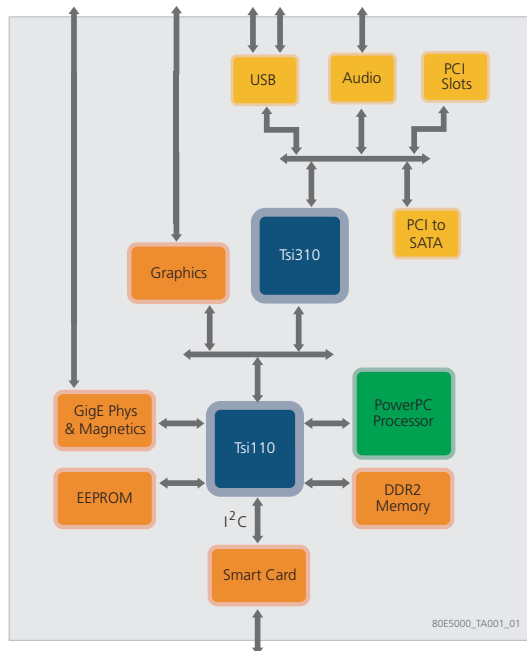 USB
Audio
PCI
Slots
PCI to
SATA
Tsi310
Graphics
GigE Phys
& Magnetics
Tsi110
PowerPC
Processor
EEPROM
DDR2
Memory
I²C
Smart Card
80E5000_TA001_01